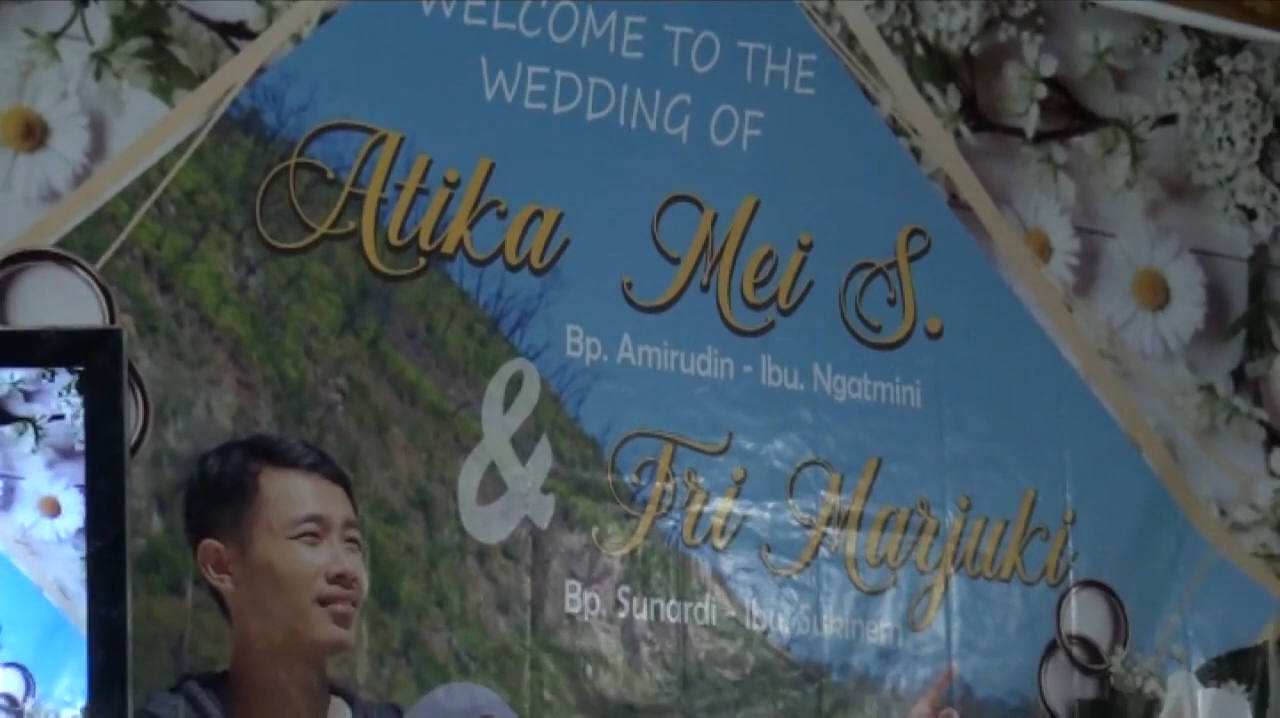 WELCOME TO THE
WEDDING OF
Atika Mei S.
Bp. Amirudin - Ibu. Ngatmini
&
Fri Marjuki
Bp. Sunardi - Ibu. Sukinem